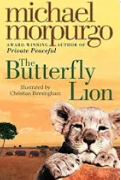 michael
morpurgo
AWARD-WINNING AUTHOR OF
Private Peaceful
The
Butterfly
Lion
Illustrated by
Christian Birmingham